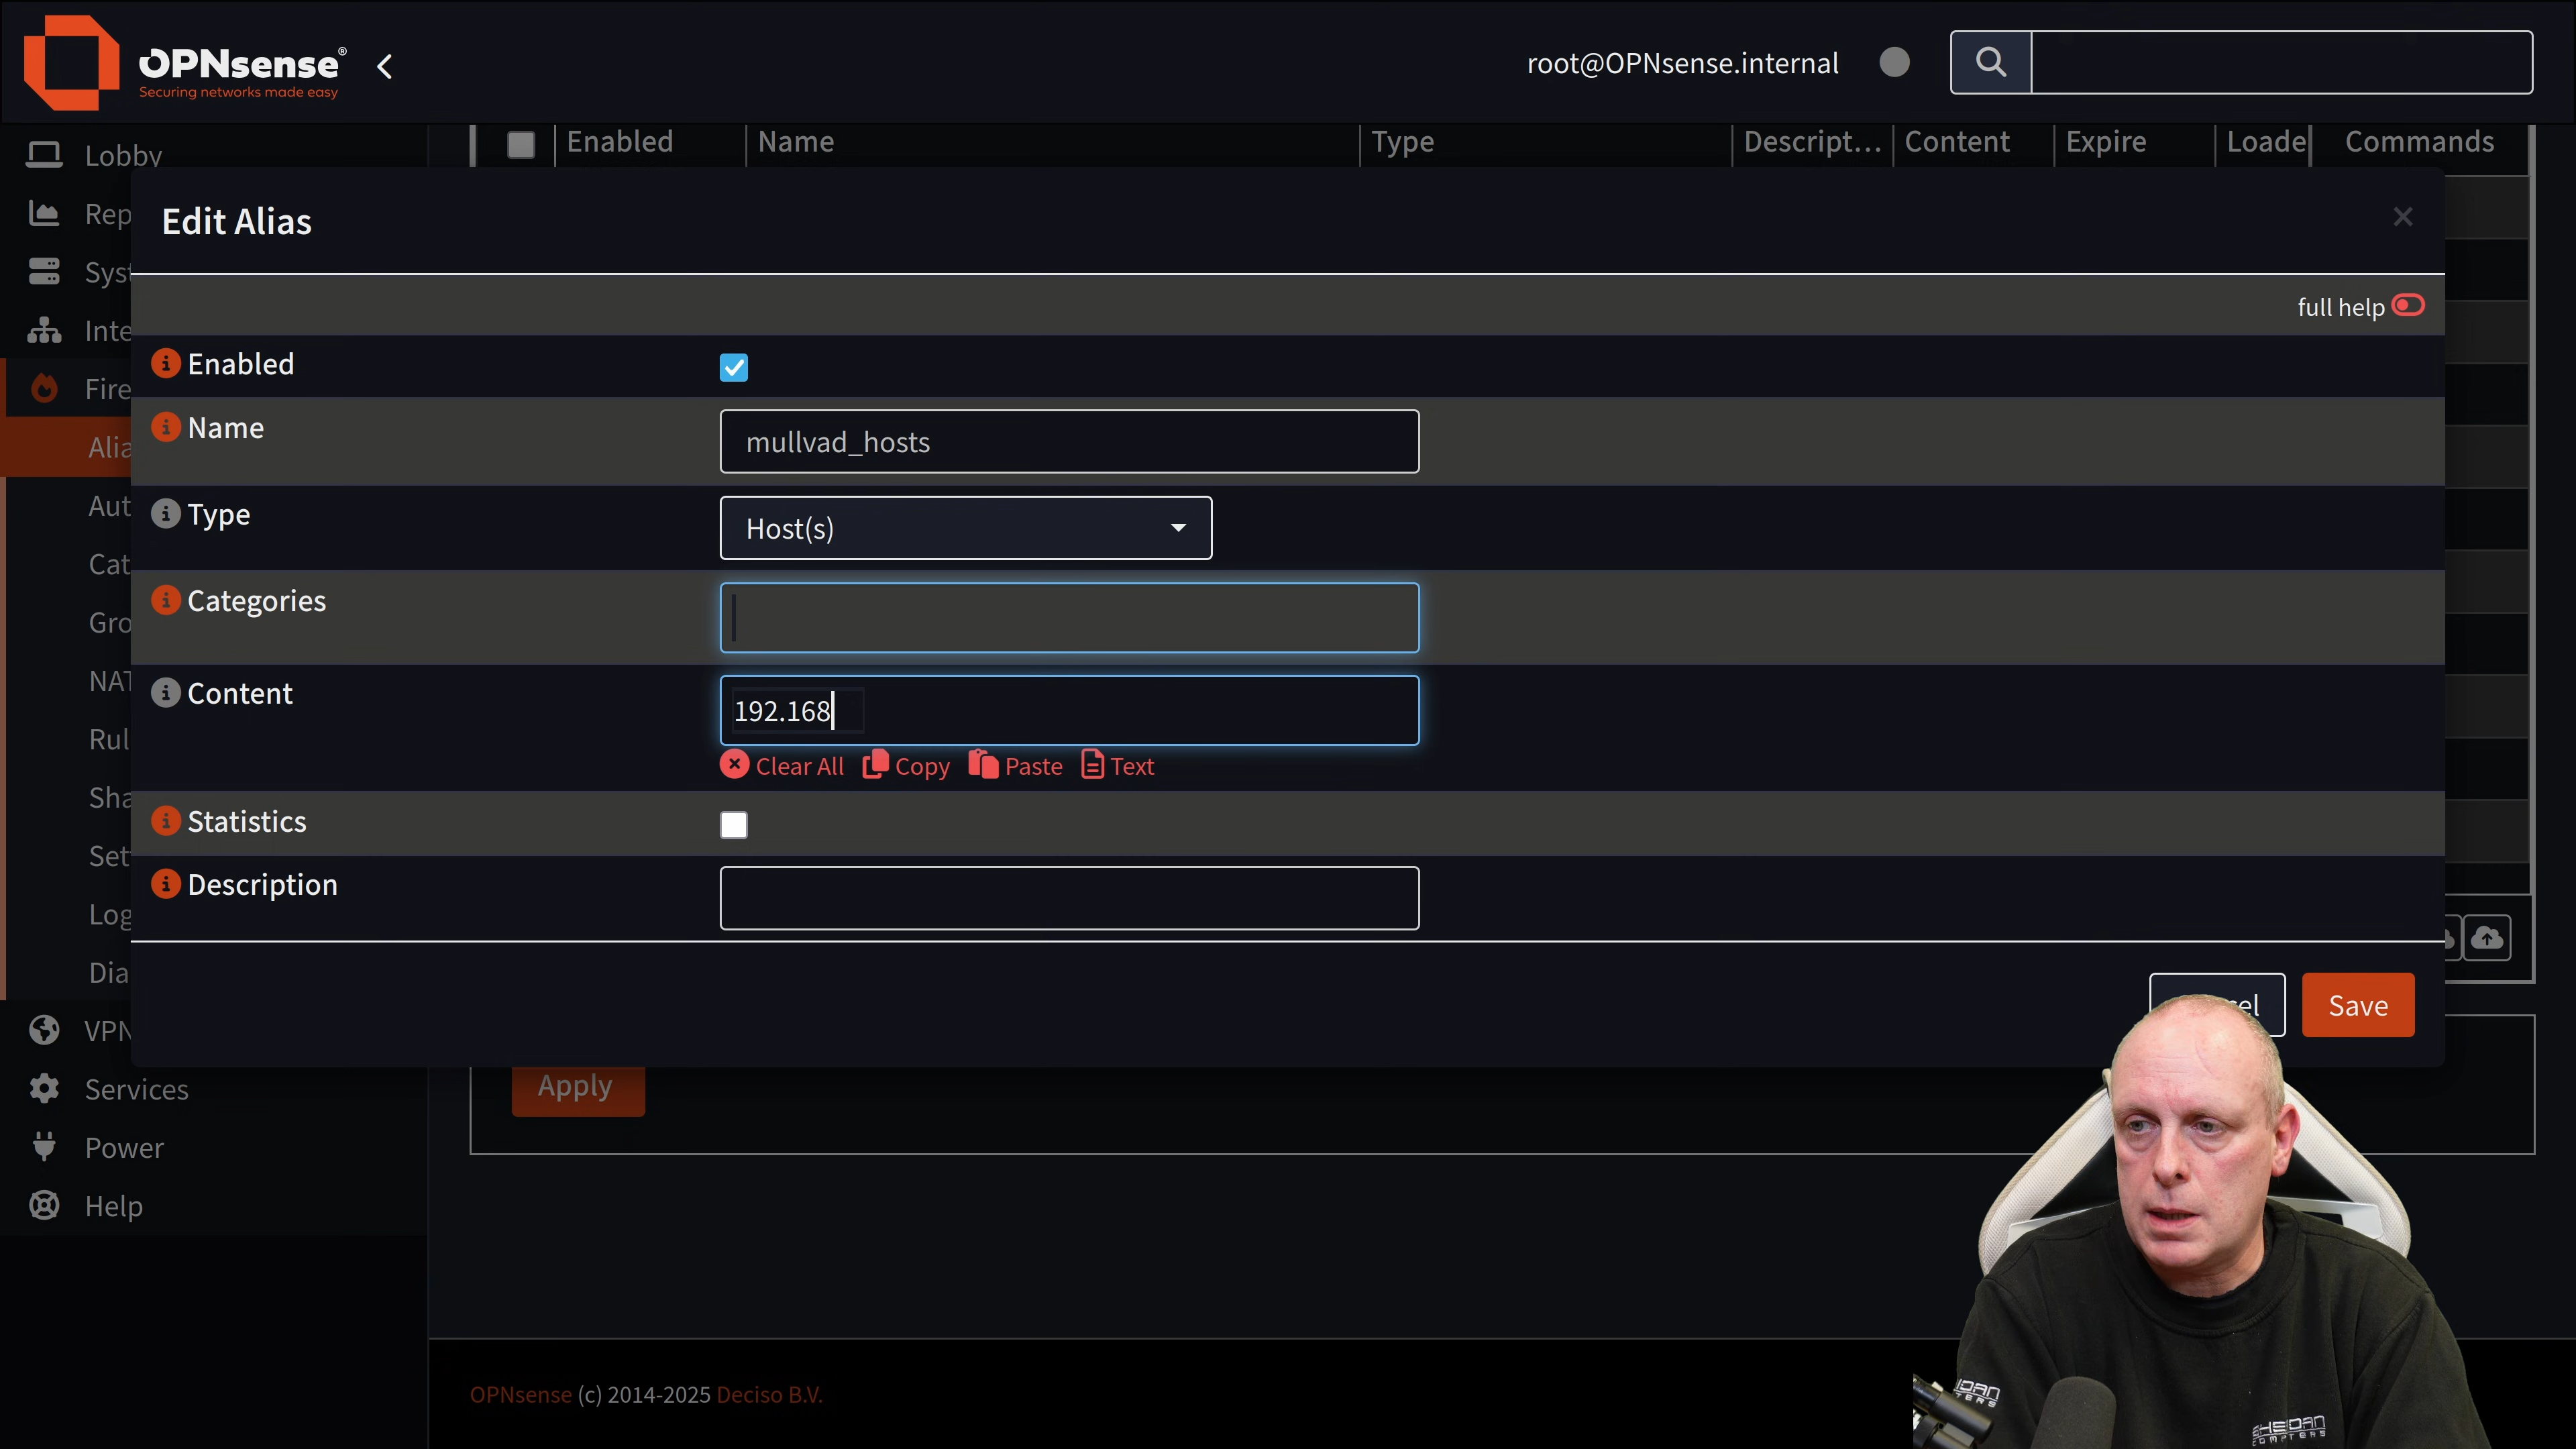 OPNsense®
Securing networks made easy
root@OPNsense.internal
Enabled
Name
Type
Descript...
Content
Expire
Loade
Commands
Lobby
Rep
Syst
Inte
Fire
Alia
Aut
Cat
Gro
NAT
Rul
Sha
Set
Log
Dia
VPN
Services
Power
Help
Edit Alias
full help
Enabled
Name
mullvad_hosts
Type
Host(s)
Categories
Content
192.168
Clear All Copy Paste Text
Statistics
Description
el
Save
Apply
OPNsense (c) 2014-2025 Deciso B.V.